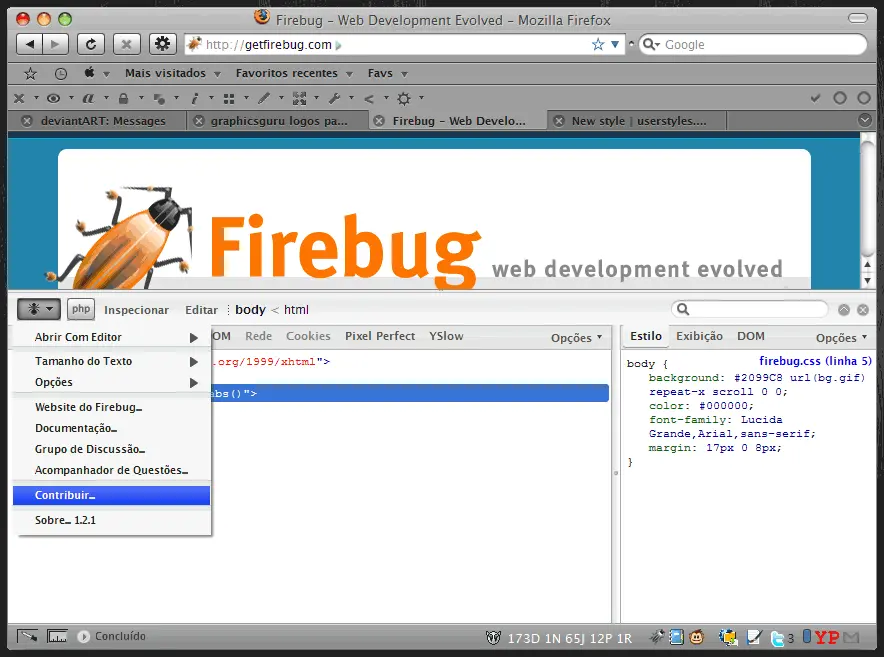 Firebug - Web Development Evolved - Mozilla Firefox
http://getfirebug.com
Google
Mais visitados
Favoritos recentes
Favs
deviantART: Messages
graphicsguru logos pa...
Firebug - Web Develo...
New style | userstyles....
Firebug web development evolved
php
Inspecionar
Editar
body < html
Abrir Com Editor
Tamanho do Texto
Opções
Website do Firebug...
Documentação...
Grupo de Discussão...
Acompanhador de Questões...
Contribuir...
Sobre... 1.2.1
OM
Rede
Cookies
Pixel Perfect
YSlow
Opções
.org/1999/xhtml">
abs()">
Estilo
Exibição
DOM
Opções
firebug.css (linha 5)
body {
background: #2099C8 url(bg.gif)
repeat-x scroll 0 0;
color: #000000;
font-family: Lucida
Grande,Arial,sans-serif;
margin: 17px 0 8px;
}
Concluído
173D 1N 65J 12P 1R
3
YP